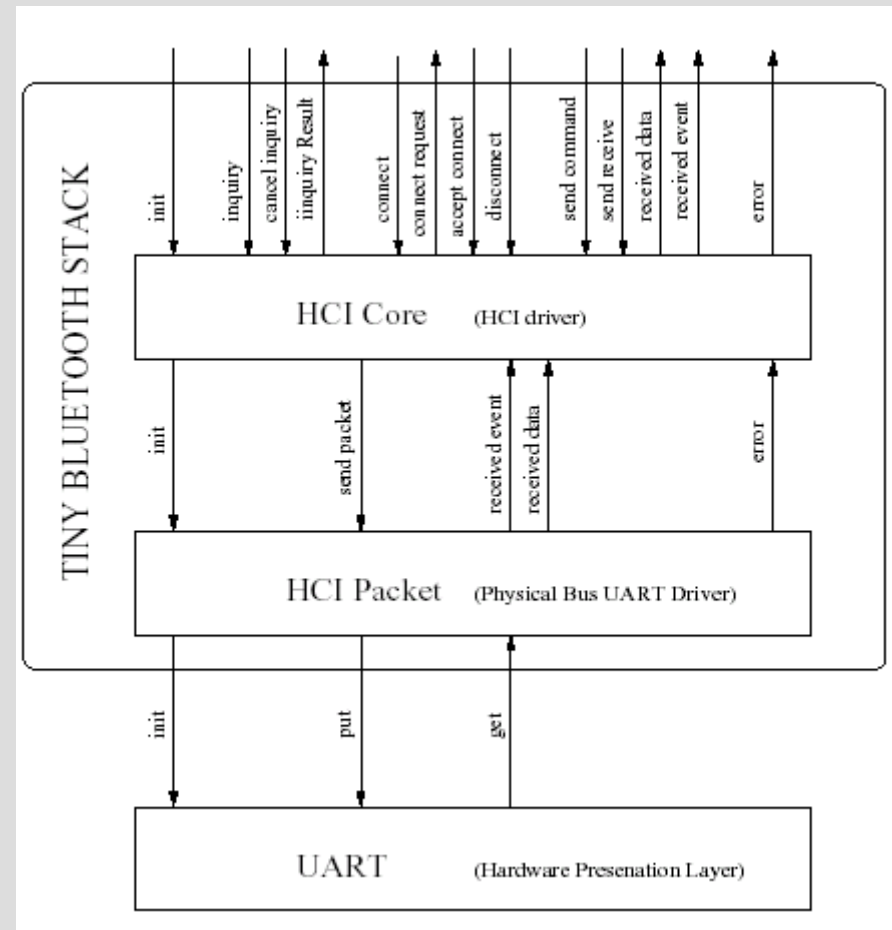 TINY BLUETOOTH STACK
init
inquiry
cancel inquiry
iinquiry Result
connect
connect request
accept connect
disconnect
send command
send receive
received data
received event
error
HCI Core (HCI driver)
init
send packet
received event
received data
error
HCI Packet (Physical Bus UART Driver)
init
put
get
UART (Hardware Presenation Layer)